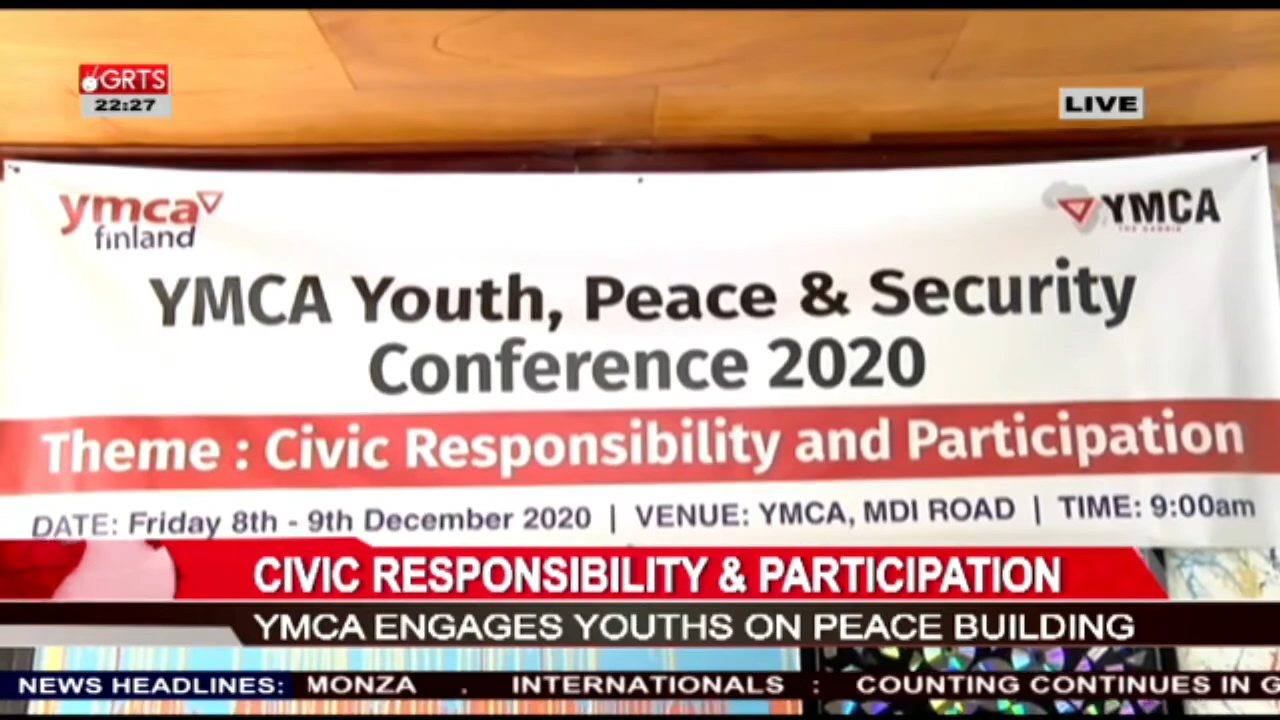 GRTS
22:27
LIVE
ymca
finland
YMCA
THE GAMBIA
YMCA Youth, Peace & Security
Conference 2020
Theme : Civic Responsibility and Participation
DATE: Friday 8th - 9th December 2020 | VENUE: YMCA, MDI ROAD | TIME: 9:00am
CIVIC RESPONSIBILITY & PARTICIPATION
YMCA ENGAGES YOUTHS ON PEACE BUILDING
NEWS HEADLINES: MONZA . INTERNATIONALS : COUNTING CONTINUES IN G